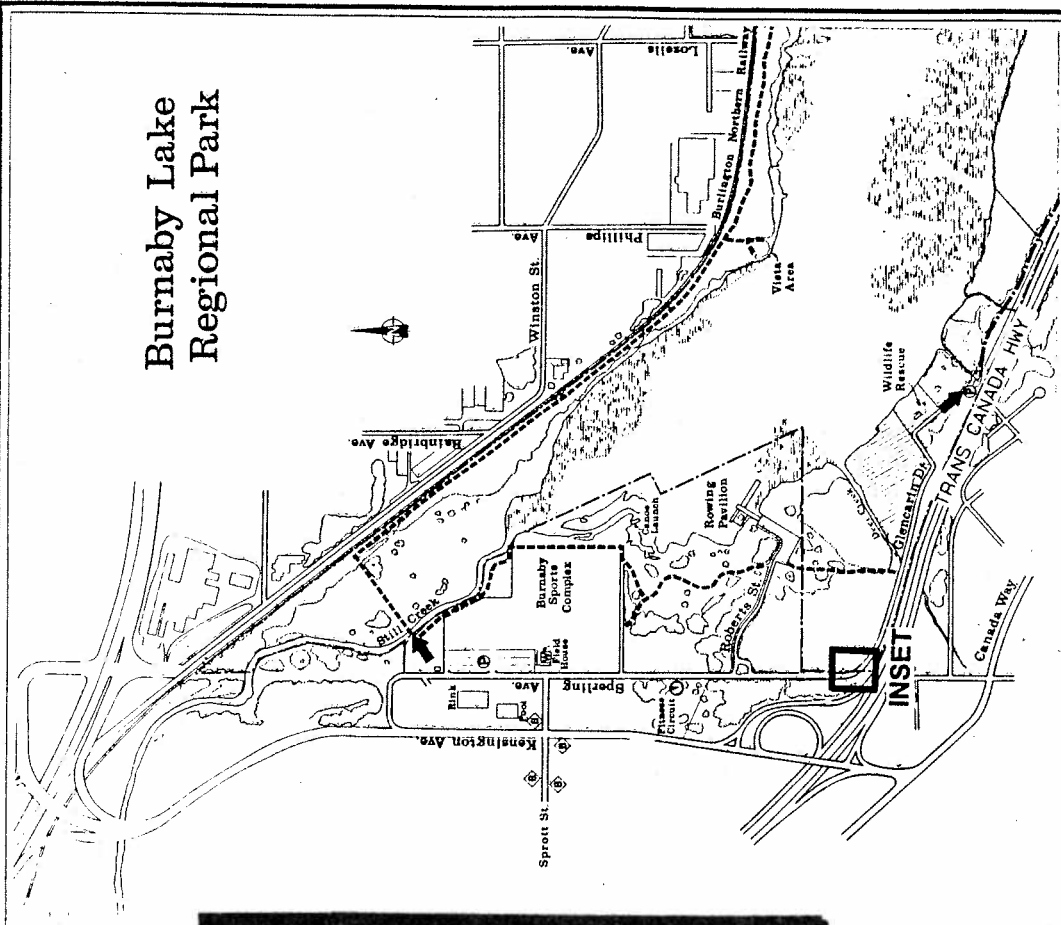 Burnaby Lake
Regional Park
Lozells
Ave.
Burlington Northern Railway
Phillips
Ave.
Winston St.
Vista
Area
Bainbridge Ave.
Wildlife
Rescue
TRANS CANADA HWY
Glencarin Dr.
Deer Creek
Canoe
Launch
Rowing
Pavilion
Still Creek
Burnaby
Sports
Complex
Roberts St.
P
Field
House
Sperling
Ave.
Rink
Pool
Fitness
Circuit
INSET
Canada Way
Kensington Ave.
B
B
B
B
Sprott St.